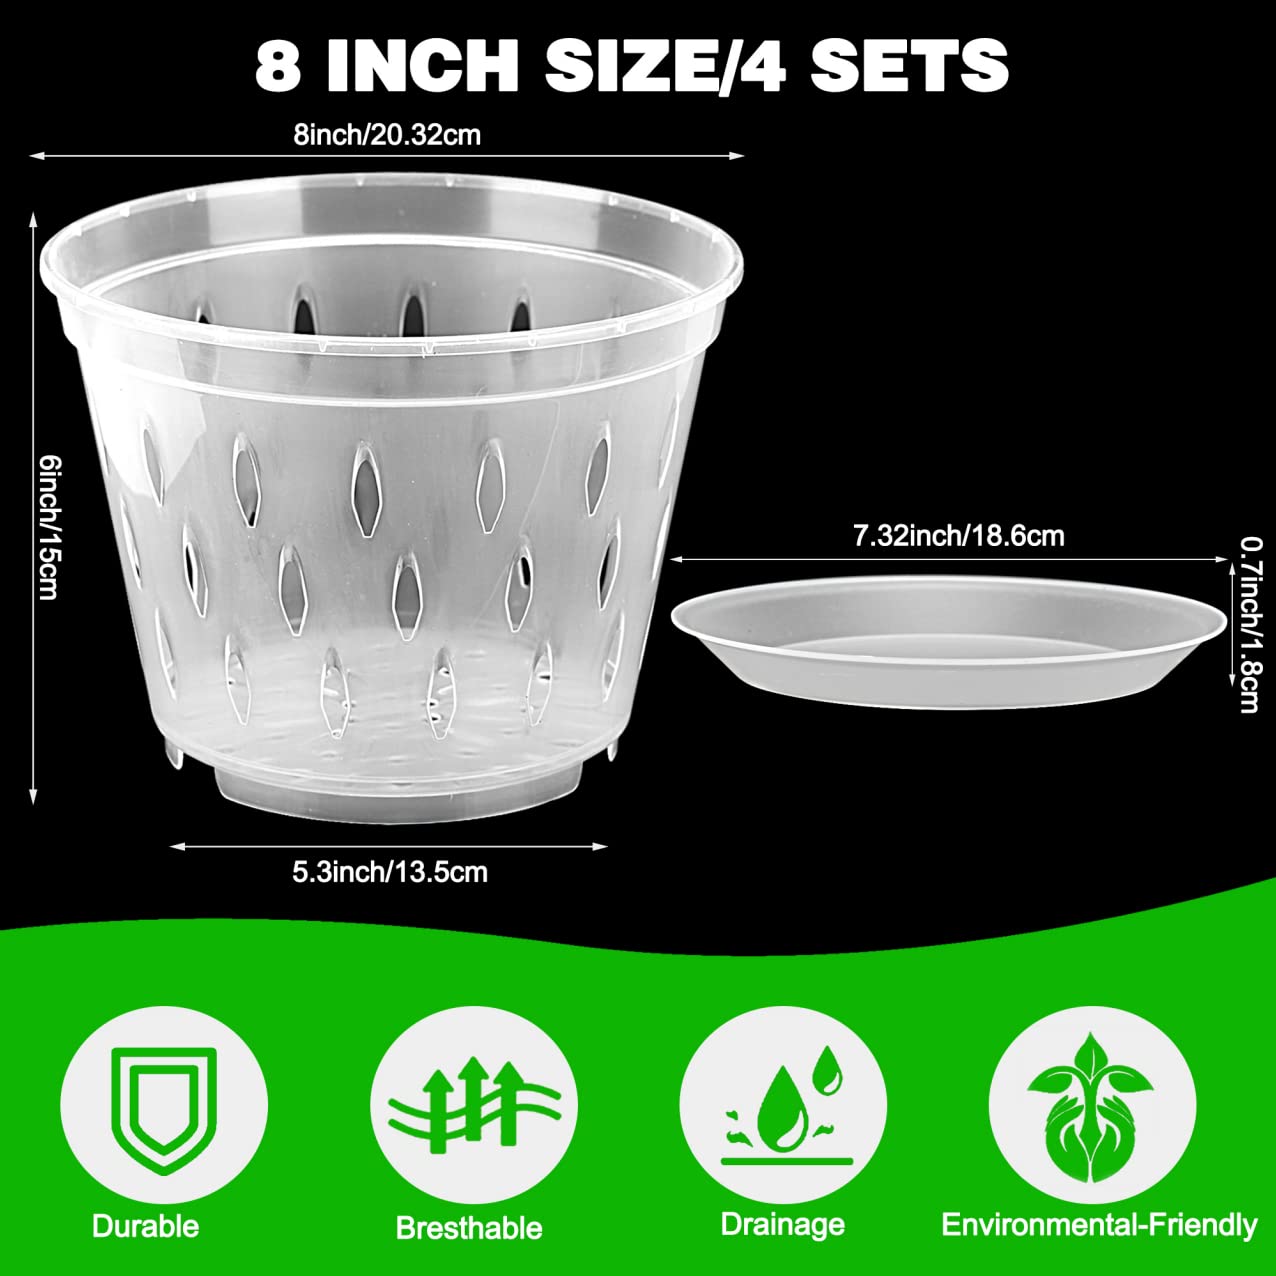 8 INCH SIZE/4 SETS
8inch/20.32cm
6inch/15cm
7.32inch/18.6cm
0.7inch/1.8cm
5.3inch/13.5cm
Durable
Bresthable
Drainage
Environmental-Friendly